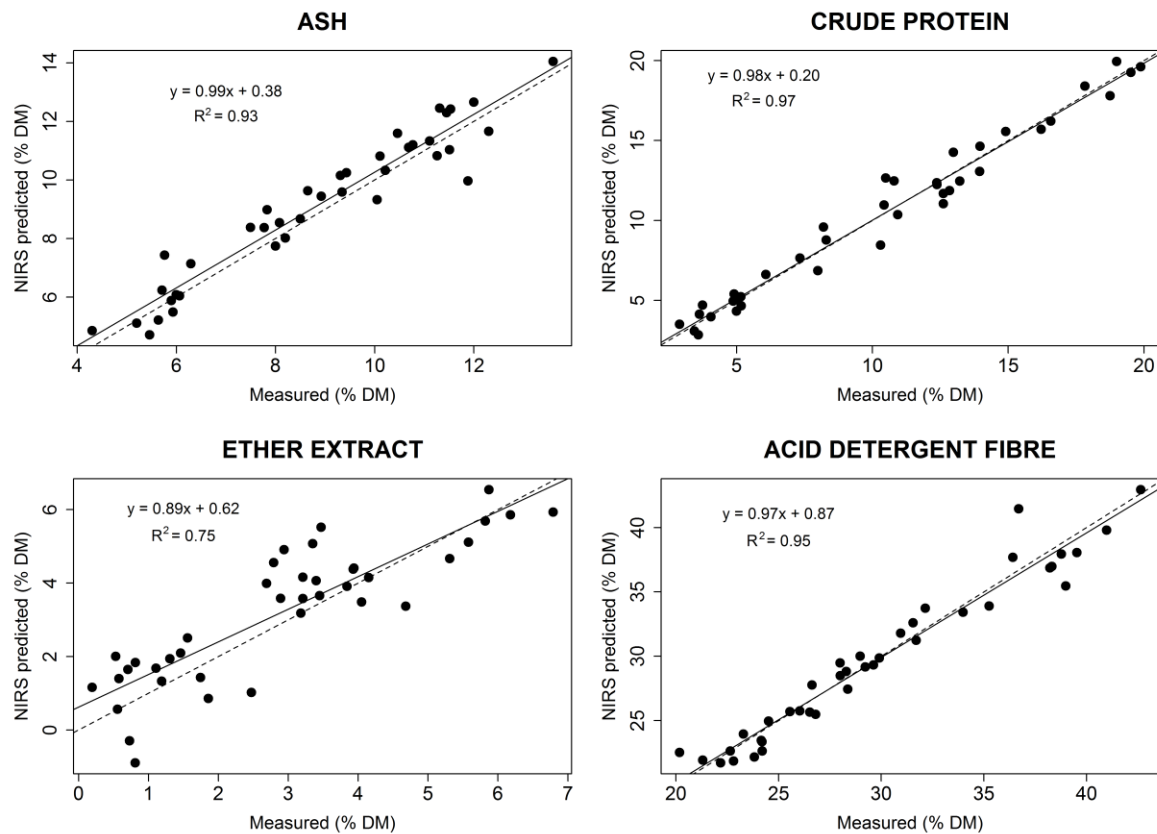 ASH
y = 0.99x + 0.38
R² = 0.93
14
12
10
8
6
NIRS predicted (% DM)
4 6 8 10 12
Measured (% DM)
CRUDE PROTEIN
y = 0.98x + 0.20
R² = 0.97
20
15
10
5
NIRS predicted (% DM)
5 10 15 20
Measured (% DM)
ETHER EXTRACT
y = 0.89x + 0.62
R² = 0.75
6
4
2
0
NIRS predicted (% DM)
0 1 2 3 4 5 6 7
Measured (% DM)
ACID DETERGENT FIBRE
y = 0.97x + 0.87
R² = 0.95
40
35
30
25
NIRS predicted (% DM)
20 25 30 35 40
Measured (% DM)